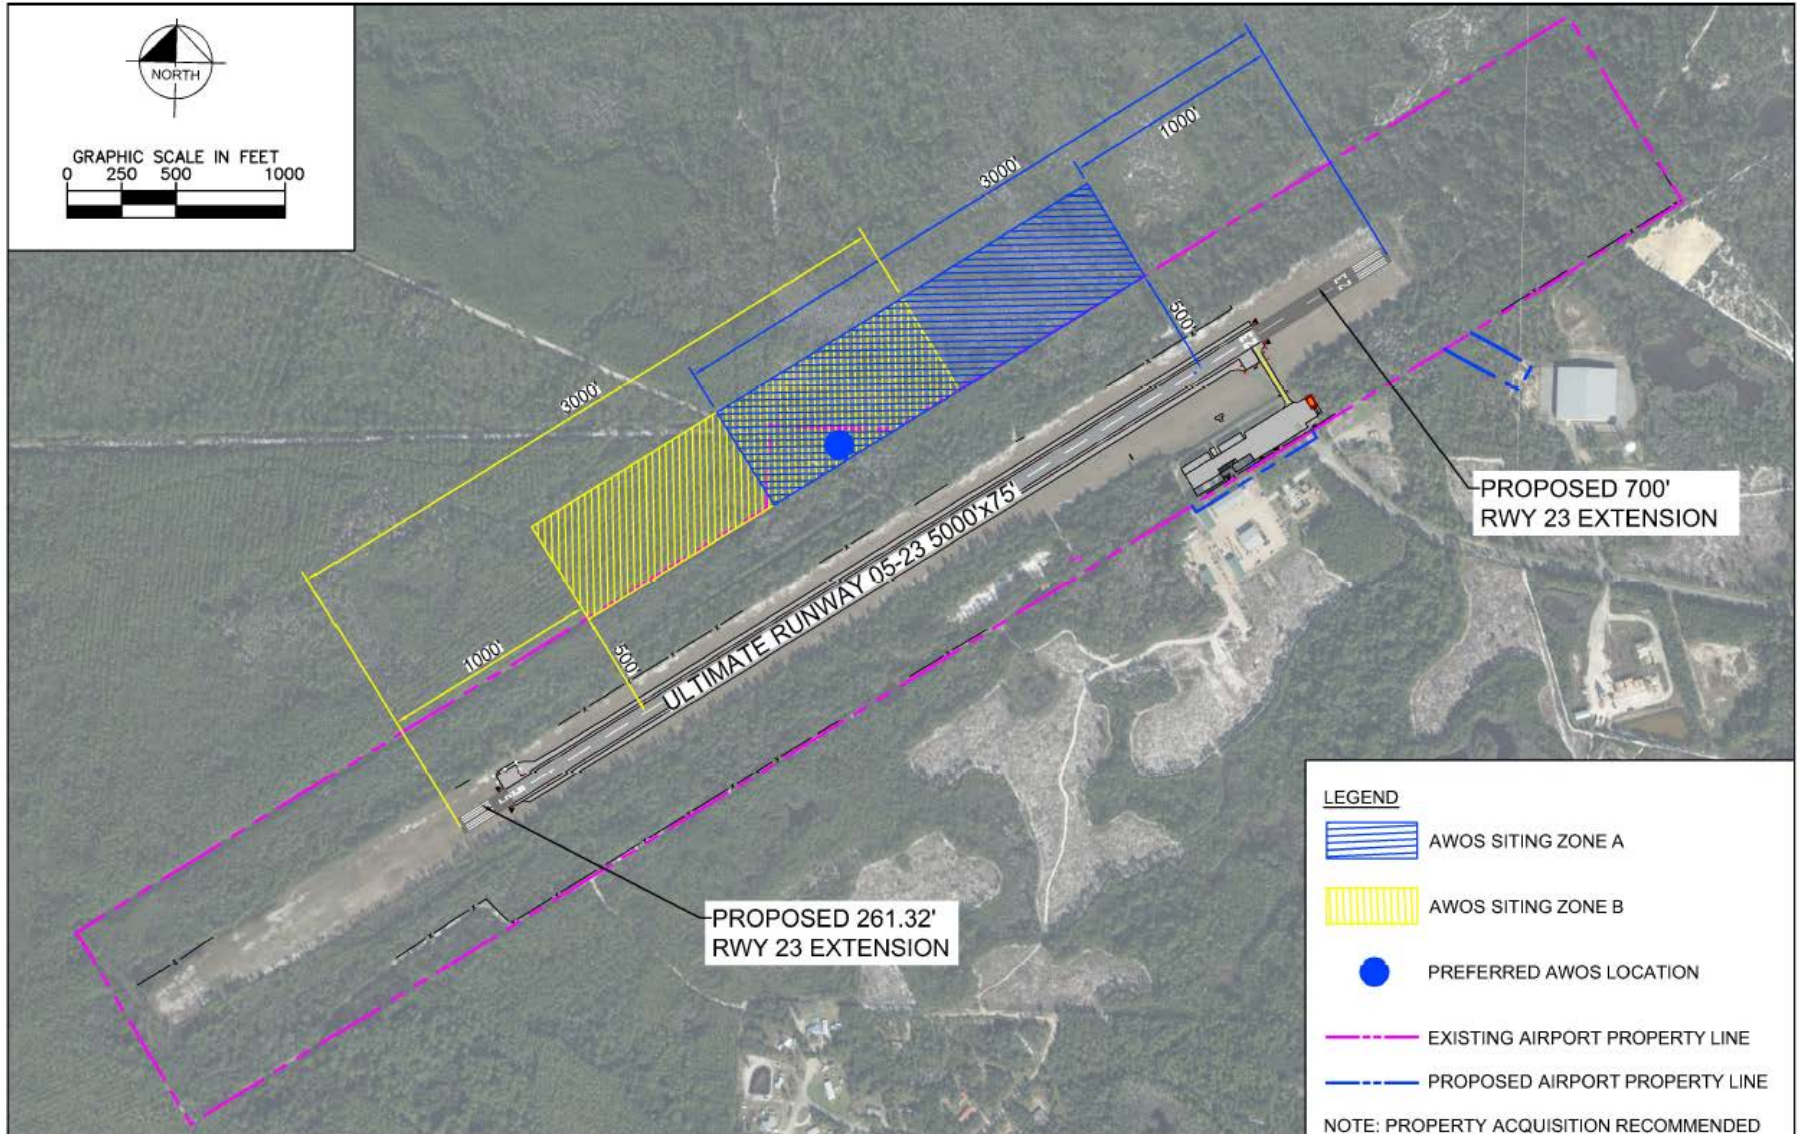 NORTH
GRAPHIC SCALE IN FEET
0 250 500 1000
1000'
3000'
500'
23
23
3000'
1000'
500'
ULTIMATE RUNWAY 05-23 5000'x75'
PROPOSED 700'
RWY 23 EXTENSION
PROPOSED 261.32'
RWY 23 EXTENSION
LEGEND
AWOS SITING ZONE A
AWOS SITING ZONE B
PREFERRED AWOS LOCATION
EXISTING AIRPORT PROPERTY LINE
PROPOSED AIRPORT PROPERTY LINE
NOTE: PROPERTY ACQUISITION RECOMMENDED